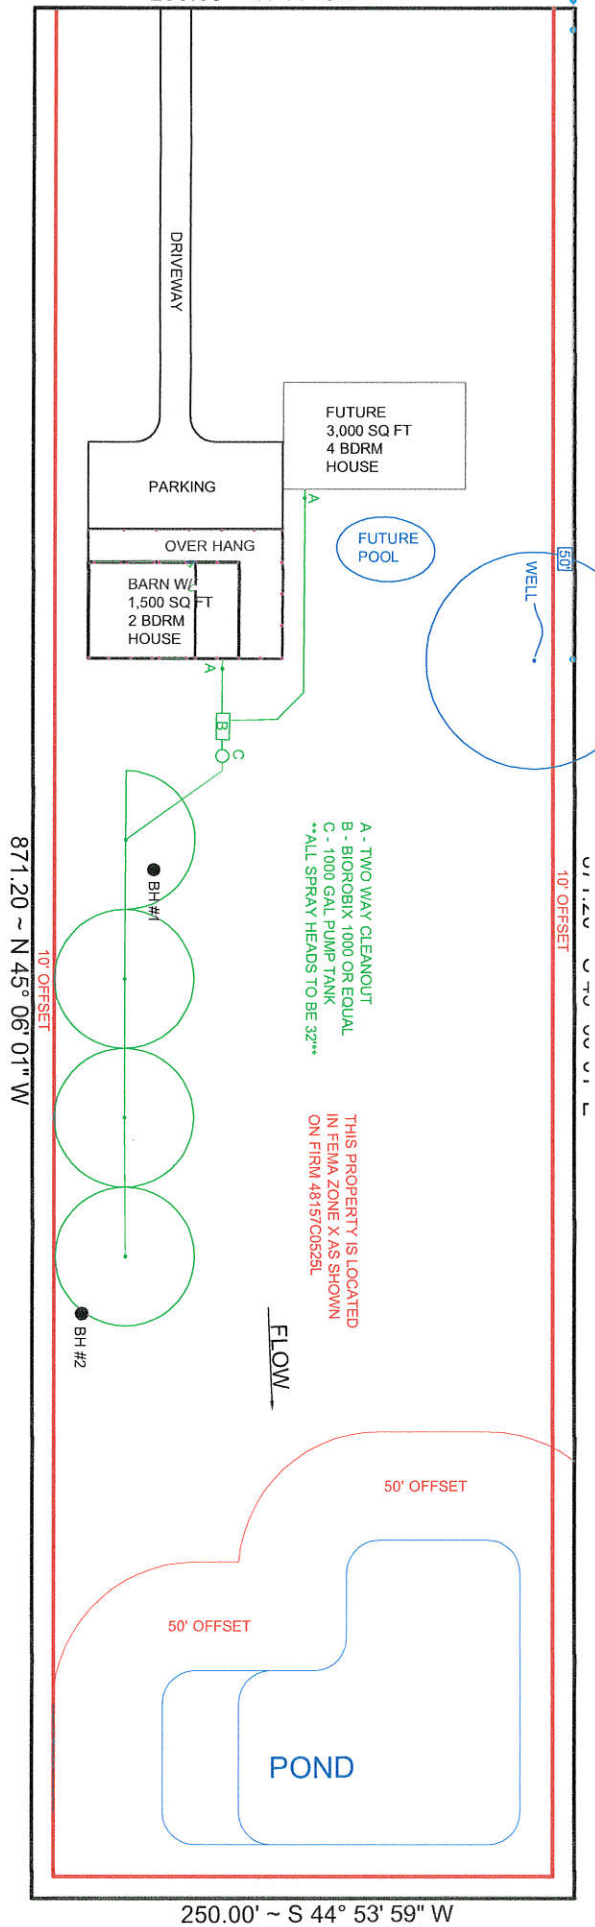 DRIVEWAY
FUTURE
3,000 SQ FT
4 BDRM
HOUSE
PARKING
A
OVER HANG
FUTURE
POOL
50'
WELL
BARN W/
1,500 SQ FT
2 BDRM
HOUSE
A
B
C
A - TWO WAY CLEANOUT
B - BIOROBIX 1000 OR EQUAL
C - 1000 GAL PUMP TANK
**ALL SPRAY HEADS TO BE 32'**
BH #1
10' OFFSET
10' OFFSET
871.20 ~ N 45° 06' 01" W
THIS PROPERTY IS LOCATED
IN FEMA ZONE X AS SHOWN
ON FIRM 48157C0525L
BH #2
FLOW
50' OFFSET
50' OFFSET
POND
250.00' ~ S 44° 53' 59" W